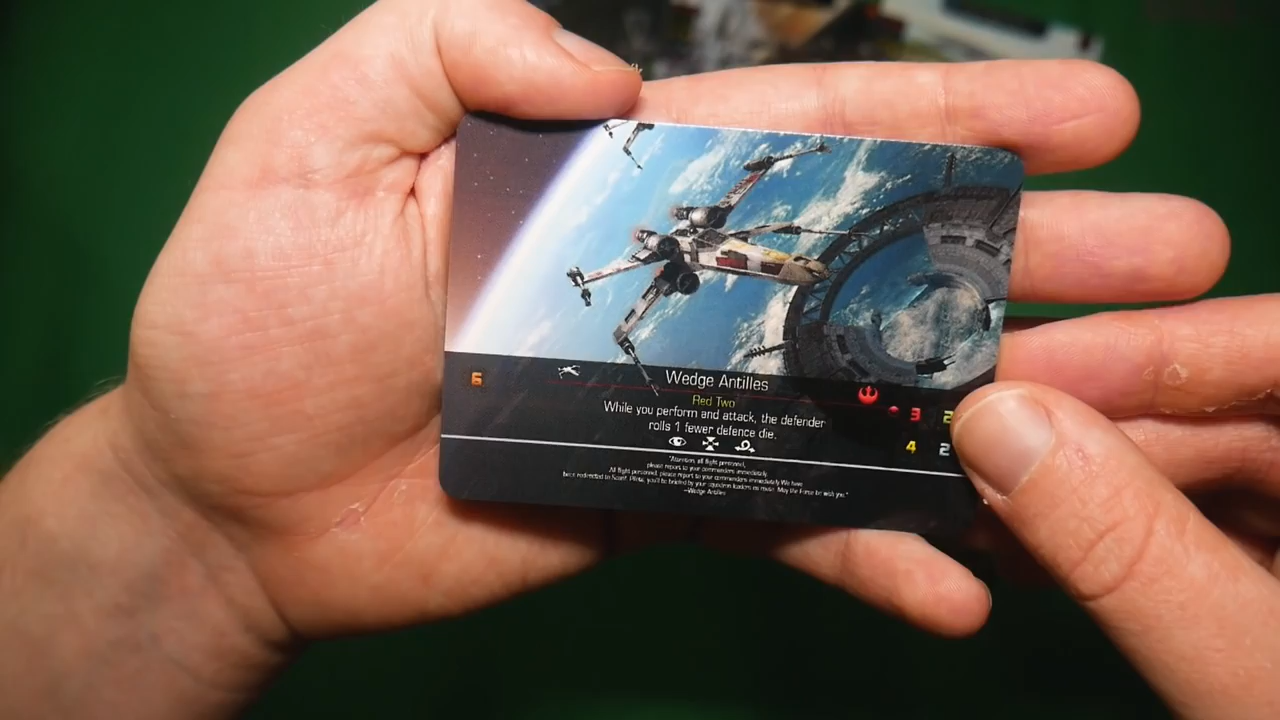 6
Wedge Antilles
Red Two
While you perform and attack, the defender
rolls 1 fewer defence die.
3 2
4 2
"Attention, all flight personnel,
please report to your commanders immediately.
All flight personnel, please report to your commanders immediately. We have
been redirected to Scarif. Pilots, you'll be briefed by your squadron leaders en route. May the Force be with you."
—Wedge Antilles